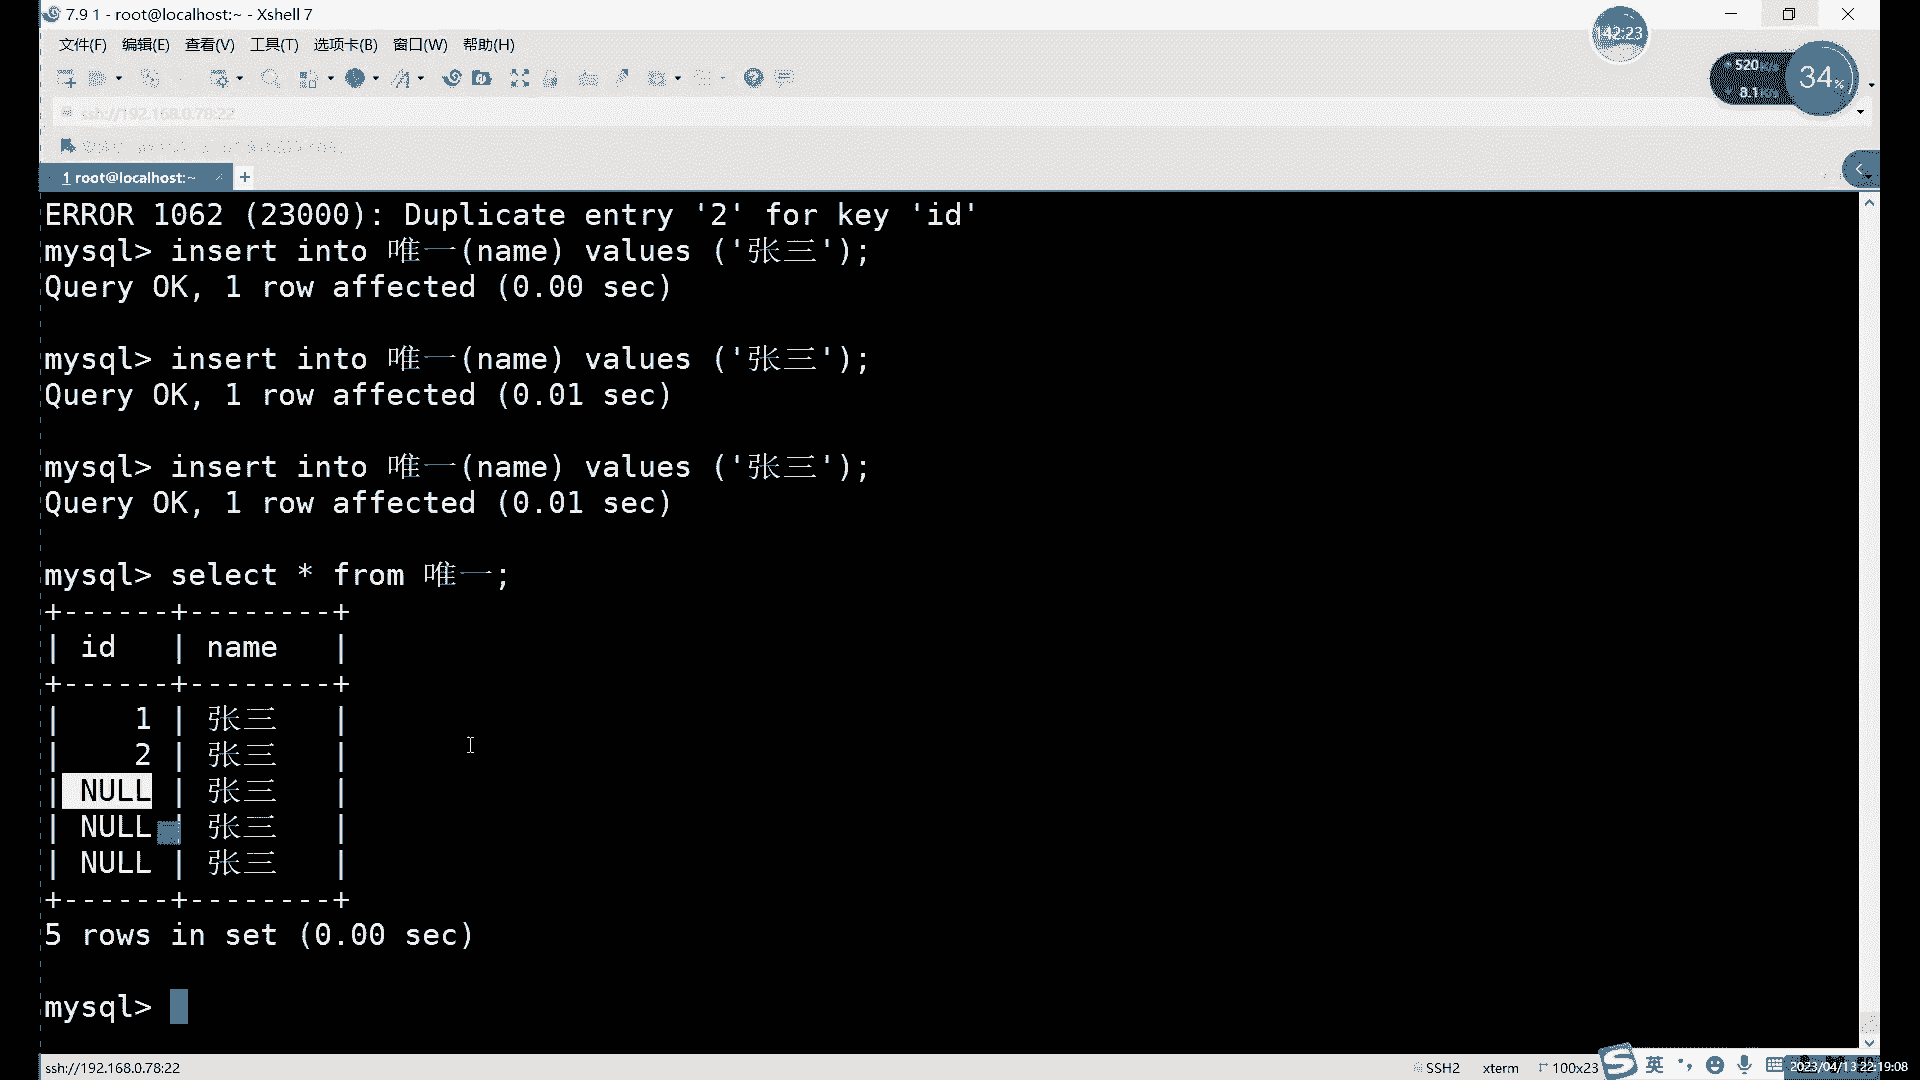 7.9 1 - root@localhost:~ - Xshell 7
142:23
文件(F) 编辑(E) 查看(V) 工具(T) 选项卡(B) 窗口(W) 帮助(H)
520
34%
8.1
ssh://192.168.0.78:22
1 root@localhost:~
ERROR 1062 (23000): Duplicate entry '2' for key 'id'
mysql> insert into 唯一(name) values ('张三');
Query OK, 1 row affected (0.00 sec)
mysql> insert into 唯一(name) values ('张三');
Query OK, 1 row affected (0.01 sec)
mysql> insert into 唯一(name) values ('张三');
Query OK, 1 row affected (0.01 sec)
mysql> select * from 唯一;
+------+--------+
| id   | name   |
+------+--------+
|    1 | 张三   |
|    2 | 张三   |
| NULL | 张三   |
| NULL | 张三   |
| NULL | 张三   |
+------+--------+
5 rows in set (0.00 sec)
mysql>
ssh://192.168.0.78:22 SSH2 xterm 100x23 英 2023/04/13 22:19:08